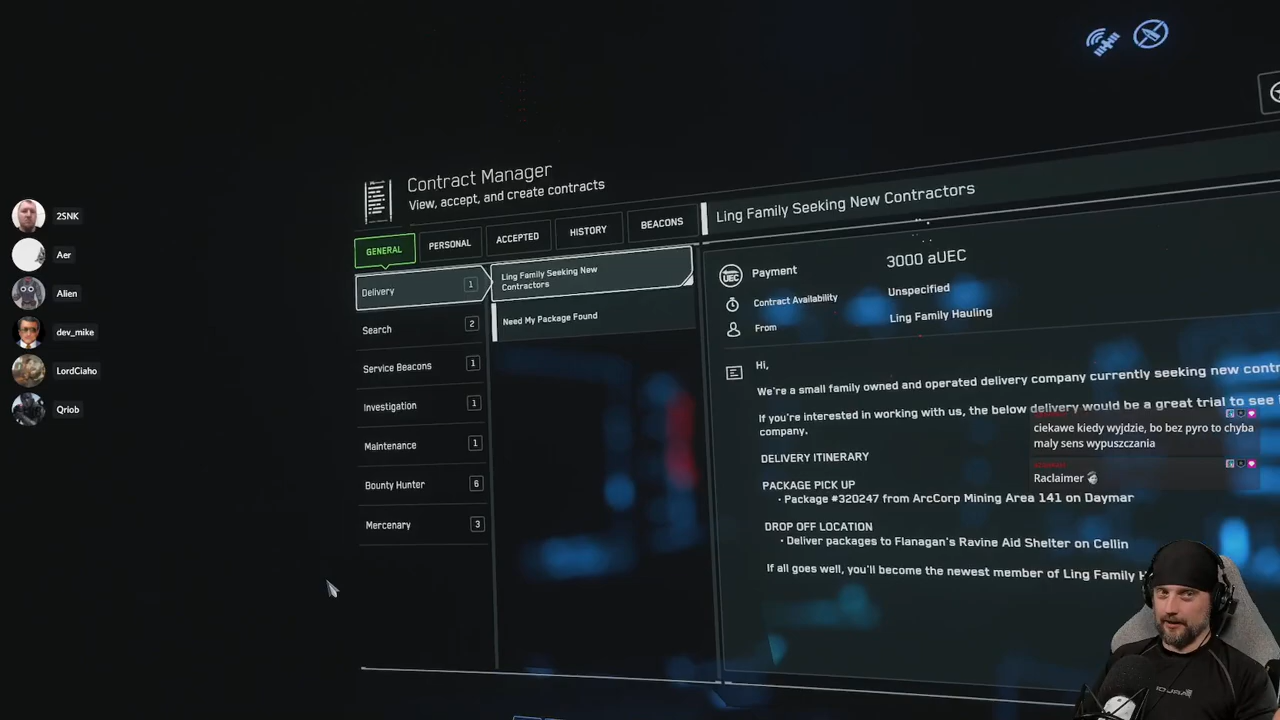 Contract Manager
View, accept, and create contracts
GENERAL
PERSONAL
ACCEPTED
HISTORY
BEACONS
Delivery 1
Search 2
Service Beacons 1
Investigation 1
Maintenance 1
Bounty Hunter 6
Mercenary 3
Ling Family Seeking New
Contractors
Need My Package Found
Ling Family Seeking New Contractors
UEC
Payment 3000 aUEC
Contract Availability Unspecified
From Ling Family Hauling
Hi,
We're a small family owned and operated delivery company currently seeking new
If you're interested in working with us, the below delivery would be a great trial to see
company.
DELIVERY ITINERARY
PACKAGE PICK UP
· Package #320247 from ArcCorp Mining Area 141 on Daymar
DROP OFF LOCATION
· Deliver packages to Flanagan's Ravine Aid Shelter on Cellin
If all goes well, you'll become the newest member of Ling Family
2SNK
Aer
Alien
dev_mike
LordCiaho
Qriob
ciekawe kiedy wyjdzie, bo bez pyro to chyba
maly sens wypuszczania
Raclaimer